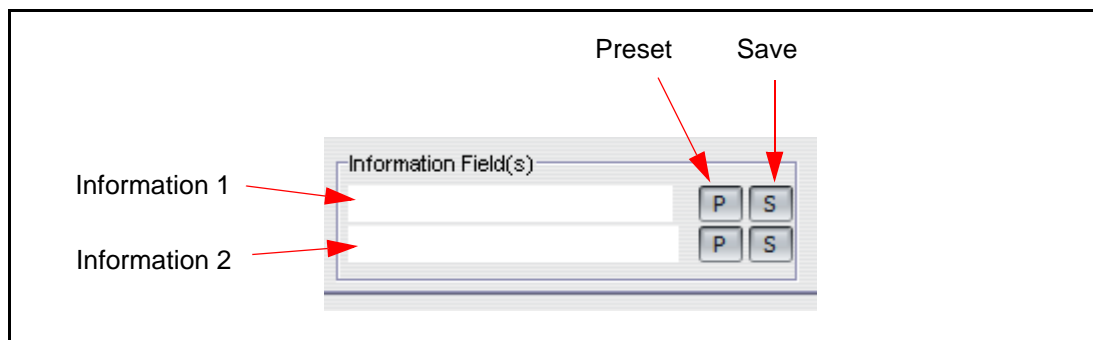 Preset Save
Information Field(s)
Information 1
P S
Information 2
P S